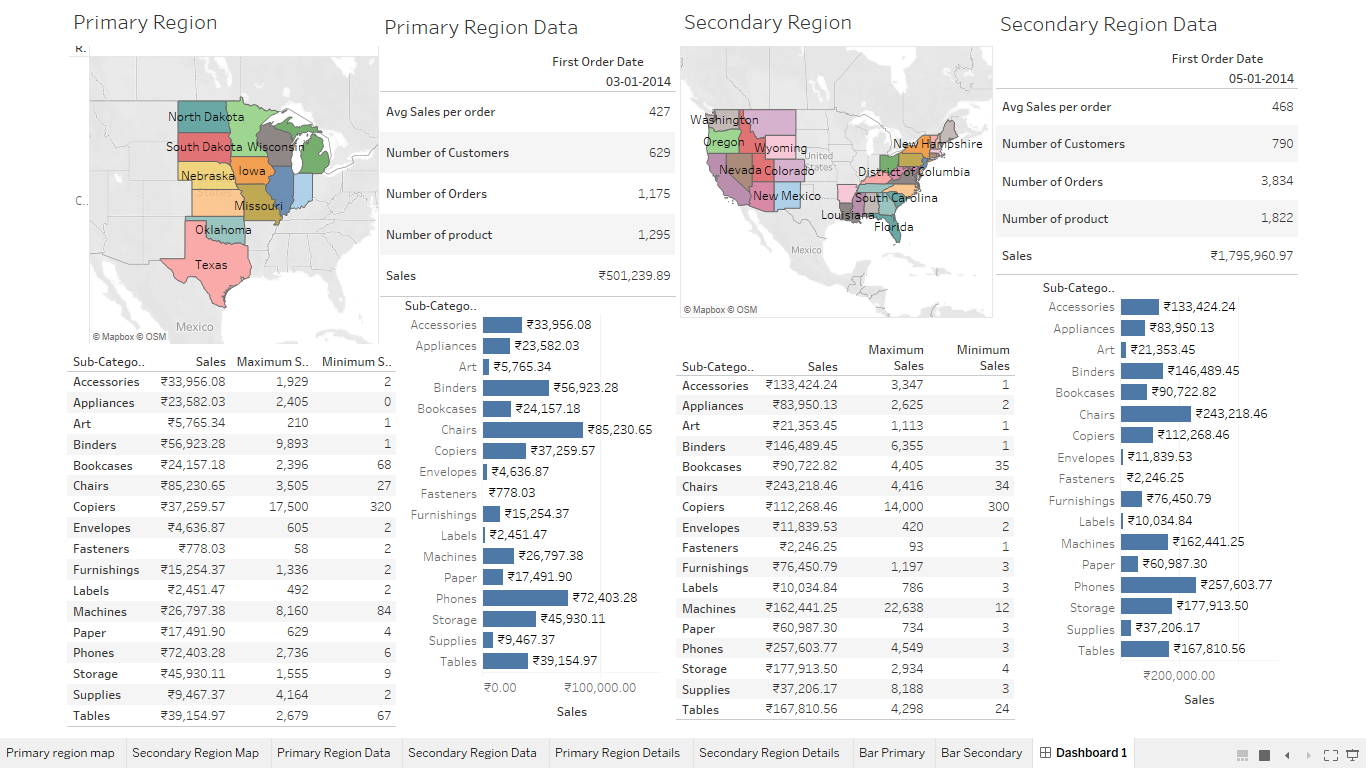 Primary Region
R.
C..
North Dakota
South Dakota Wisconsin
Nebraska Iowa
Missouri
Oklahoma
Texas
Mexico
© Mapbox © OSM
Sub-Catego.. Sales Maximum S.. Minimum S..
Accessories ₹33,956.08 1,929 2
Appliances ₹23,582.03 2,405 0
Art ₹5,765.34 210 1
Binders ₹56,923.28 9,893 1
Bookcases ₹24,157.18 2,396 68
Chairs ₹85,230.65 3,505 27
Copiers ₹37,259.57 17,500 320
Envelopes ₹4,636.87 605 2
Fasteners ₹778.03 58 2
Furnishings ₹15,254.37 1,336 2
Labels ₹2,451.47 492 2
Machines ₹26,797.38 8,160 84
Paper ₹17,491.90 629 4
Phones ₹72,403.28 2,736 6
Storage ₹45,930.11 1,555 9
Supplies ₹9,467.37 4,164 2
Tables ₹39,154.97 2,679 67
Primary Region Data
First Order Date
03-01-2014
Avg Sales per order 427
Number of Customers 629
Number of Orders 1,175
Number of product 1,295
Sales ₹501,239.89
Sub-Catego..
Accessories ₹33,956.08
Appliances ₹23,582.03
Art ₹5,765.34
Binders ₹56,923.28
Bookcases ₹24,157.18
Chairs ₹85,230.65
Copiers ₹37,259.57
Envelopes ₹4,636.87
Fasteners ₹778.03
Furnishings ₹15,254.37
Labels ₹2,451.47
Machines ₹26,797.38
Paper ₹17,491.90
Phones ₹72,403.28
Storage ₹45,930.11
Supplies ₹9,467.37
Tables ₹39,154.97
₹0.00 ₹100,000.00
Sales
Secondary Region
Washington
Oregon Wyoming
Nevada Colorado
New Mexico
United
States
New Hampshire
District of Columbia
South Carolina
Louisiana
Florida
Mexico
© Mapbox © OSM
Maximum Minimum
Sub-Catego.. Sales Sales Sales
Accessories ₹133,424.24 3,347 1
Appliances ₹83,950.13 2,625 2
Art ₹21,353.45 1,113 1
Binders ₹146,489.45 6,355 1
Bookcases ₹90,722.82 4,405 35
Chairs ₹243,218.46 4,416 34
Copiers ₹112,268.46 14,000 300
Envelopes ₹11,839.53 420 2
Fasteners ₹2,246.25 93 1
Furnishings ₹76,450.79 1,197 3
Labels ₹10,034.84 786 3
Machines ₹162,441.25 22,638 12
Paper ₹60,987.30 734 3
Phones ₹257,603.77 4,549 3
Storage ₹177,913.50 2,934 4
Supplies ₹37,206.17 8,188 3
Tables ₹167,810.56 4,298 24
Secondary Region Data
First Order Date
05-01-2014
Avg Sales per order 468
Number of Customers 790
Number of Orders 3,834
Number of product 1,822
Sales ₹1,795,960.97
Sub-Catego..
Accessories ₹133,424.24
Appliances ₹83,950.13
Art ₹21,353.45
Binders ₹146,489.45
Bookcases ₹90,722.82
Chairs ₹243,218.46
Copiers ₹112,268.46
Envelopes ₹11,839.53
Fasteners ₹2,246.25
Furnishings ₹76,450.79
Labels ₹10,034.84
Machines ₹162,441.25
Paper ₹60,987.30
Phones ₹257,603.77
Storage ₹177,913.50
Supplies ₹37,206.17
Tables ₹167,810.56
₹200,000.00
Sales
Primary region map Secondary Region Map Primary Region Data Secondary Region Data Primary Region Details Secondary Region Details Bar Primary Bar Secondary Dashboard 1